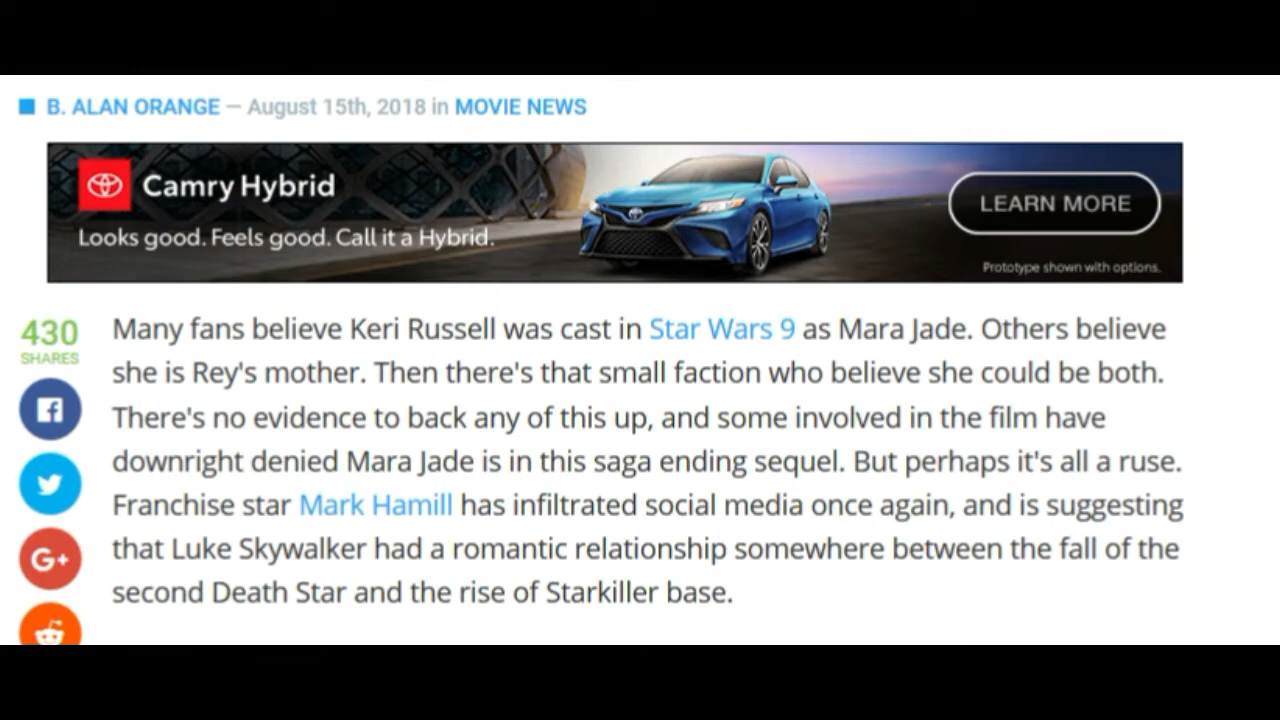 B. ALAN ORANGE — August 15th, 2018 in MOVIE NEWS
Camry Hybrid
Looks good. Feels good. Call it a Hybrid.
LEARN MORE
Prototype shown with options.
430
SHARES
Many fans believe Keri Russell was cast in Star Wars 9 as Mara Jade. Others believe
she is Rey's mother. Then there's that small faction who believe she could be both.
There's no evidence to back any of this up, and some involved in the film have
downright denied Mara Jade is in this saga ending sequel. But perhaps it's all a ruse.
Franchise star Mark Hamill has infiltrated social media once again, and is suggesting
that Luke Skywalker had a romantic relationship somewhere between the fall of the
second Death Star and the rise of Starkiller base.
G+